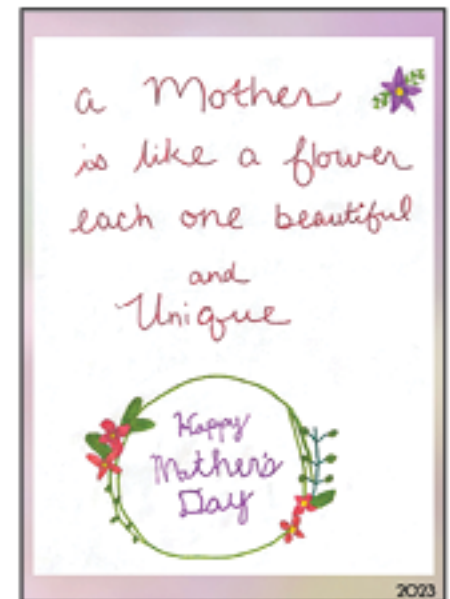 a Mother
is like a flower
each one beautiful
and
Unique
Happy
Mother's
Day
2023